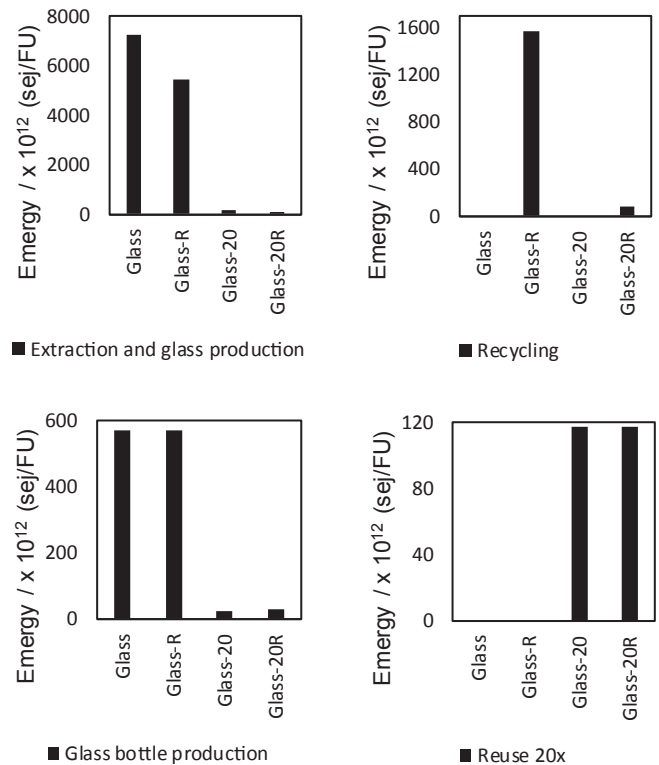 Emergy / x 10¹² (sej/FU)
8000
6000
4000
2000
0
Glass
Glass-R
Glass-20
Glass-20R
■ Extraction and glass production
Emergy / x 10¹² (sej/FU)
1600
1200
800
400
0
Glass
Glass-R
Glass-20
Glass-20R
■ Recycling
Emergy / x 10¹² (sej/FU)
600
400
200
0
Glass
Glass-R
Glass-20
Glass-20R
■ Glass bottle production
Emergy / x 10¹² (sej/FU)
120
80
40
0
Glass
Glass-R
Glass-20
Glass-20R
■ Reuse 20x